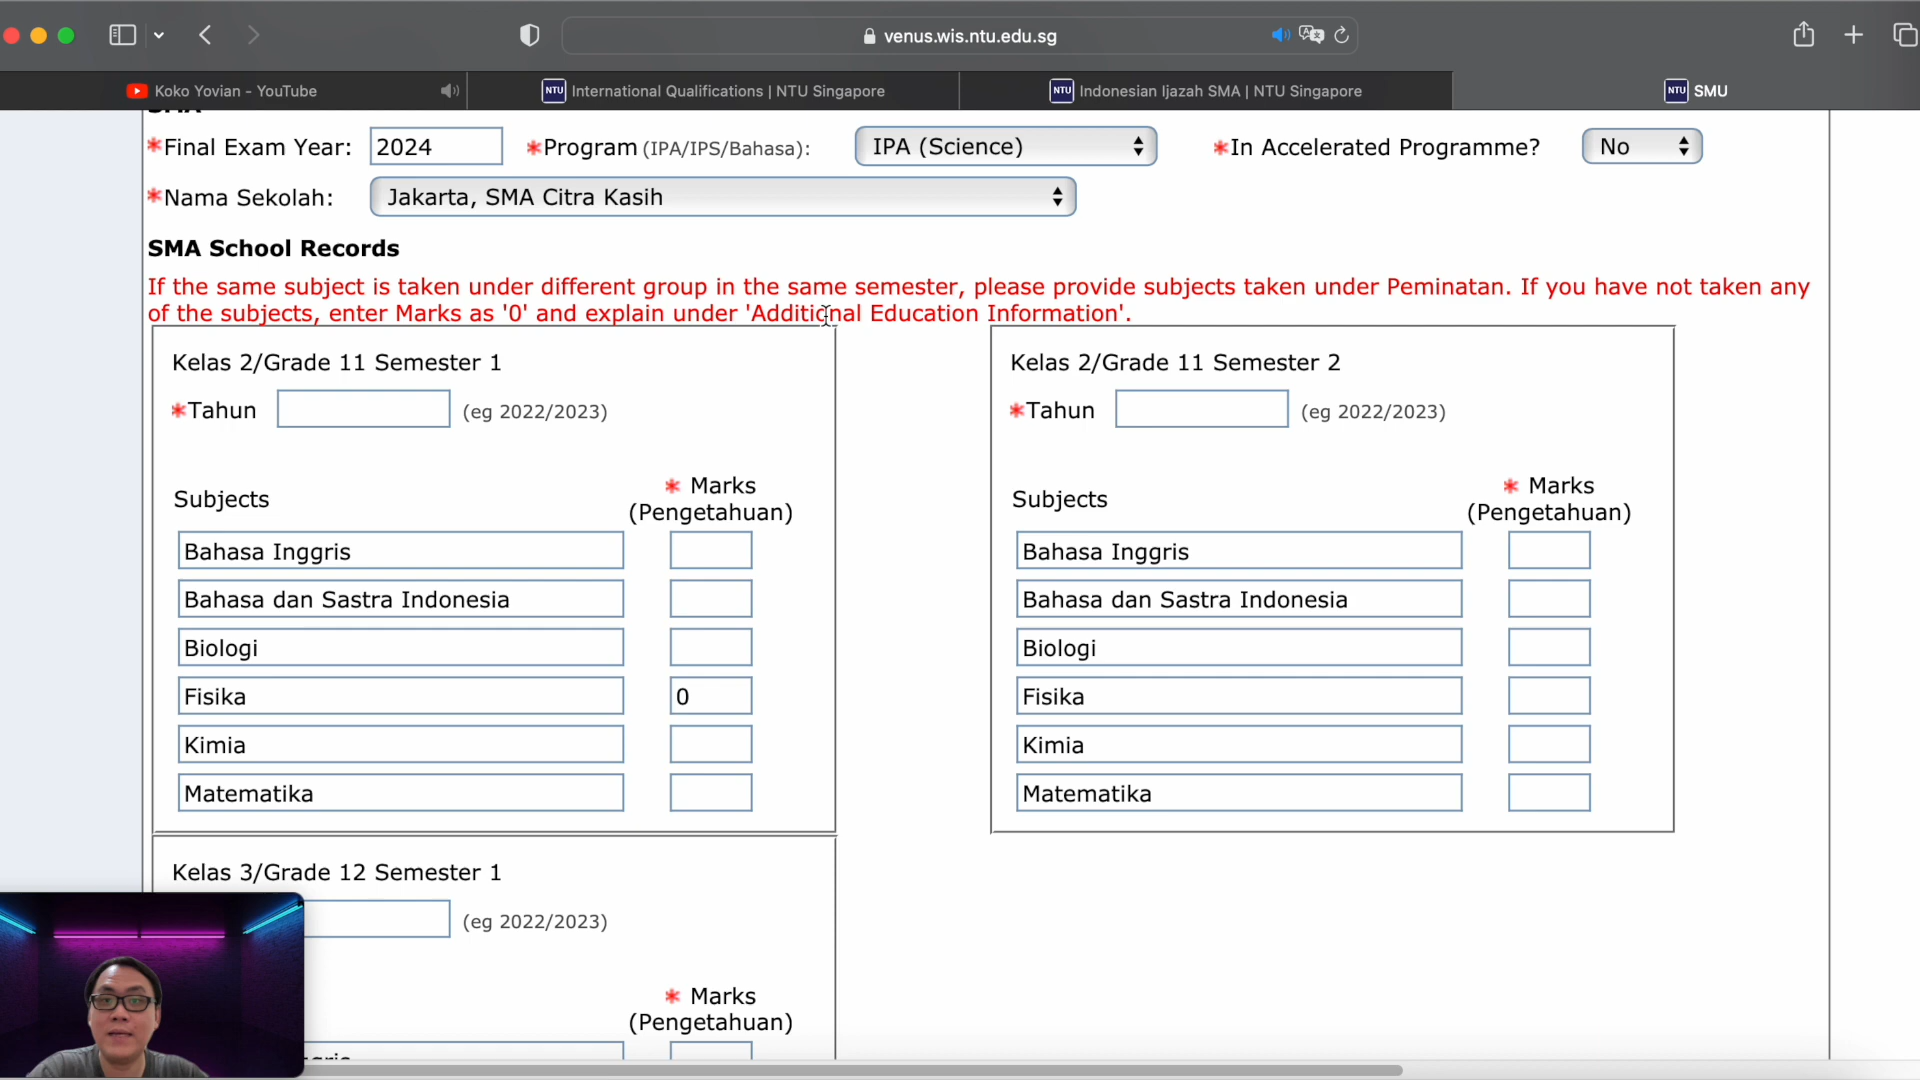 venus.wis.ntu.edu.sg
Koko Yovian - YouTube
NTU International Qualifications | NTU Singapore
NTU Indonesian Ijazah SMA | NTU Singapore
NTU SMU
*Final Exam Year: 2024 *Program (IPA/IPS/Bahasa): IPA (Science) *In Accelerated Programme? No
*Nama Sekolah: Jakarta, SMA Citra Kasih
SMA School Records
If the same subject is taken under different group in the same semester, please provide subjects taken under Peminatan. If you have not taken any
of the subjects, enter Marks as '0' and explain under 'Additional Education Information'.
Kelas 2/Grade 11 Semester 1
*Tahun (eg 2022/2023)
Subjects
* Marks
(Pengetahuan)
Bahasa Inggris
Bahasa dan Sastra Indonesia
Biologi
Fisika 0
Kimia
Matematika
Kelas 2/Grade 11 Semester 2
*Tahun (eg 2022/2023)
Subjects
* Marks
(Pengetahuan)
Bahasa Inggris
Bahasa dan Sastra Indonesia
Biologi
Fisika
Kimia
Matematika
Kelas 3/Grade 12 Semester 1
(eg 2022/2023)
* Marks
(Pengetahuan)